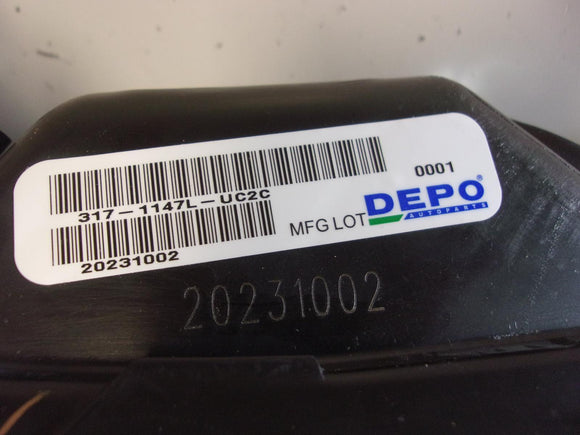 0001
317-1147L-UC2C
DEPO®
AUTOPARTS
MFG LOT
20231002
20231002